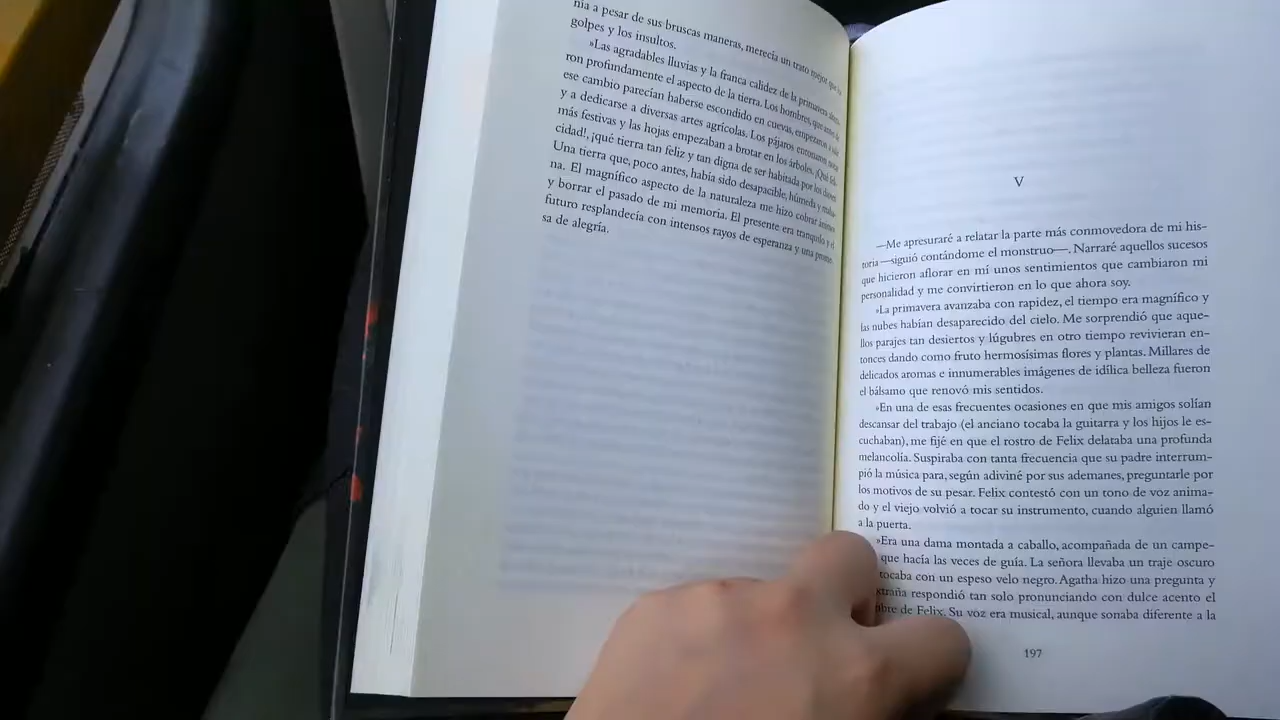 nía a pesar de sus bruscas maneras, merecía un trato mejor que
golpes y los insultos.
»Las agradables lluvias y la franca calidez de la primavera
ron profundamente el aspecto de la tierra. Los hombres, que antes de
ese cambio parecían haberse escondido en cuevas, empezaron a salir
y a dedicarse a diversas artes agrícolas. Los pájaros entonaron notas
más festivas y las hojas empezaban a brotar en los árboles. ¡Qué feli-
cidad!, ¡qué tierra tan feliz y tan digna de ser habitada por los dioses
Una tierra que, poco antes, había sido desapacible, húmeda y
na. El magnífico aspecto de la naturaleza me hizo cobrar ánimos
y borrar el pasado de mi memoria. El presente era tranquilo y el
futuro resplandecía con intensos rayos de esperanza y una prome-
sa de alegría.
V
—Me apresuraré a relatar la parte más conmovedora de mi his-
toria —siguió contándome el monstruo—. Narraré aquellos sucesos
que hicieron aflorar en mí unos sentimientos que cambiaron mi
personalidad y me convirtieron en lo que ahora soy.
»La primavera avanzaba con rapidez, el tiempo era magnífico y
las nubes habían desaparecido del cielo. Me sorprendió que aque-
llos parajes tan desiertos y lúgubres en otro tiempo revivieran en-
tonces dando como fruto hermosísimas flores y plantas. Millares de
delicados aromas e innumerables imágenes de idílica belleza fueron
el bálsamo que renovó mis sentidos.
»En una de esas frecuentes ocasiones en que mis amigos solían
descansar del trabajo (el anciano tocaba la guitarra y los hijos le es-
cuchaban), me fijé en que el rostro de Felix delataba una profunda
melancolía. Suspiraba con tanta frecuencia que su padre interrum-
pió la música para, según adiviné por sus ademanes, preguntarle por
los motivos de su pesar. Felix contestó con un tono de voz anima-
do y el viejo volvió a tocar su instrumento, cuando alguien llamó
a la puerta.
»Era una dama montada a caballo, acompañada de un campe-
que hacía las veces de guía. La señora llevaba un traje oscuro
tocaba con un espeso velo negro. Agatha hizo una pregunta y
xtraña respondió tan solo pronunciando con dulce acento el
bre de Felix. Su voz era musical, aunque sonaba diferente a la
197